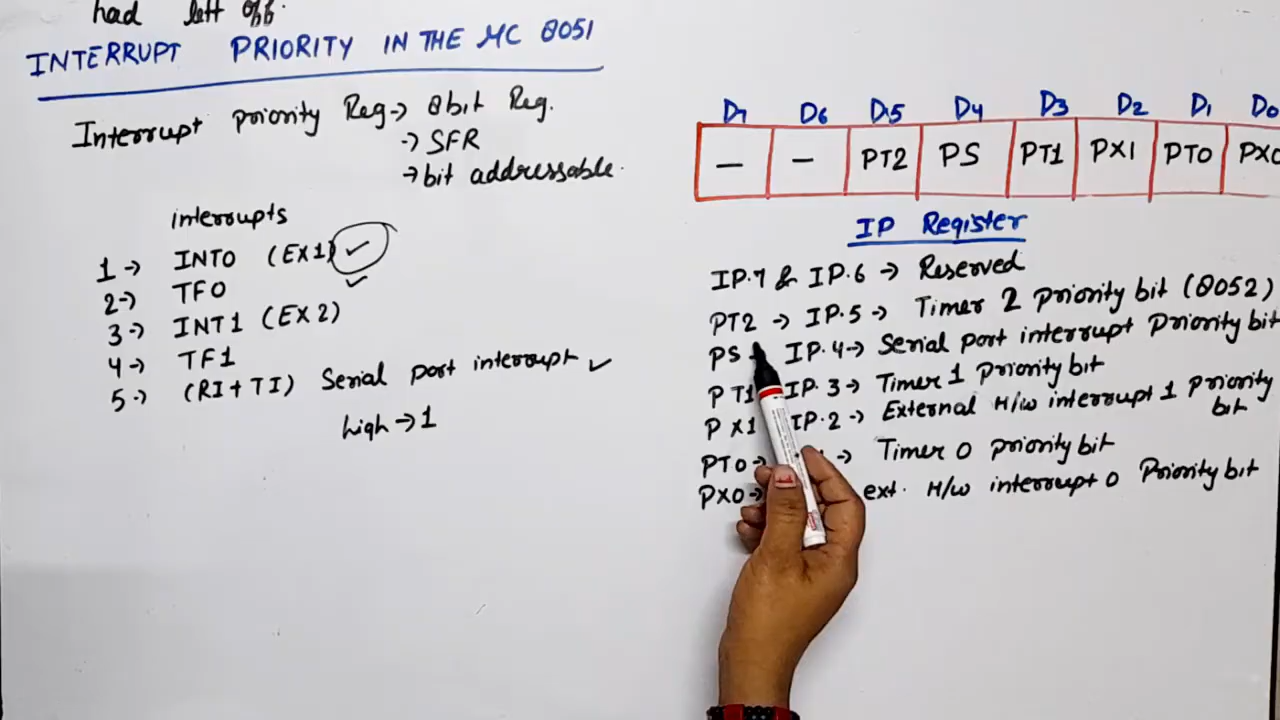 had left off.
INTERRUPT PRIORITY IN THE MC 8051
Interrupt priority Reg → 8bit Reg.
→ SFR
→ bit addressable.
interrupts
1 → INT0 (EX1) ✓
2 → TF0 ✓
3 → INT1 (EX2)
4 → TF1
5 → (RI+TI) Serial port interrupt ✓
high → 1
D7 D6 D5 D4 D3 D2 D1 D0
— — PT2 PS PT1 PX1 PT0 PX0
IP Register
IP.7 & IP.6 → Reserved
PT2 → IP.5 → Timer 2 priority bit (8052)
PS → IP.4 → Serial port interrupt Priority bit
PT1 IP.3 → Timer 1 Priority bit
PX1 IP.2 → External H/w interrupt 1 Priority bit
PT0 → → Timer 0 priority bit
PX0 → ext. H/w interrupt 0 Priority bit